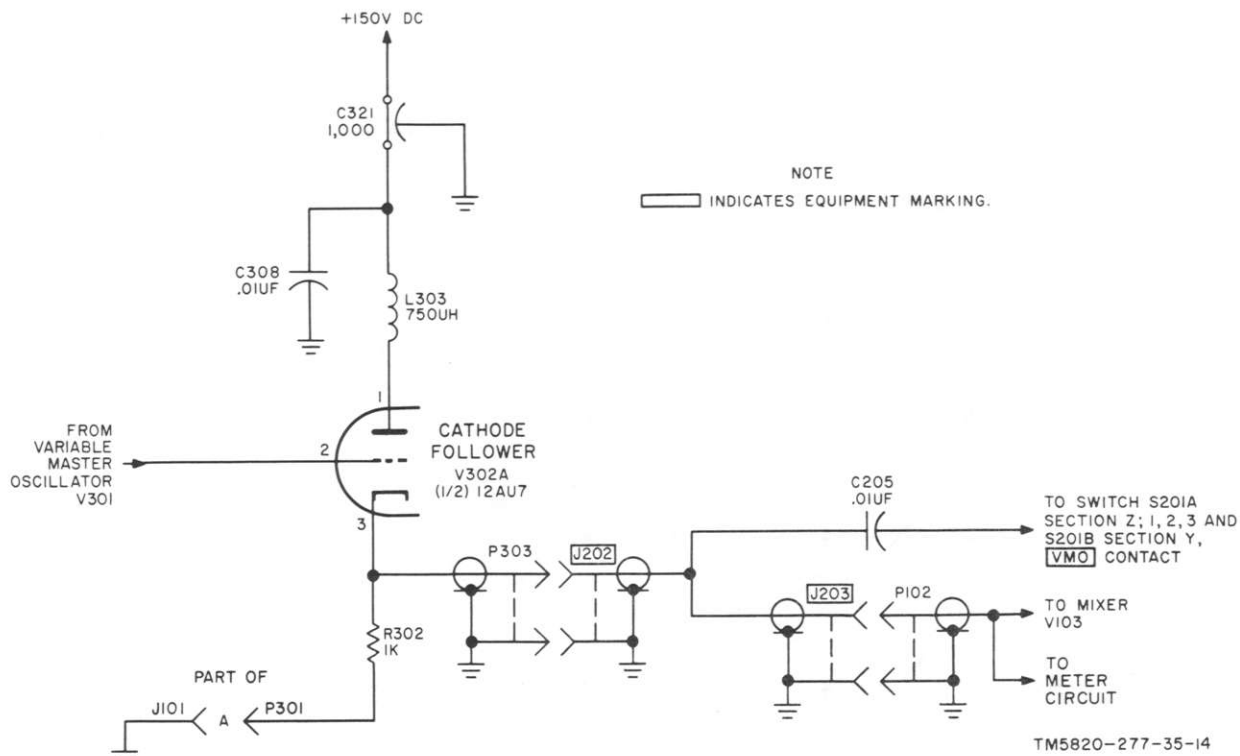 +150V DC
C321
1,000
NOTE
INDICATES EQUIPMENT MARKING.
C308
.01UF
L303
750UH
1
FROM
VARIABLE
MASTER
OSCILLATOR
V301
2
CATHODE
FOLLOWER
V302A
(1/2) 12AU7
3
C205
.01UF
TO SWITCH S201A
SECTION Z; 1, 2, 3 AND
S201B SECTION Y,
VMO CONTACT
P303
J202
J203
P102
TO MIXER
V103
R302
1K
TO
METER
CIRCUIT
PART OF
J101
A
P301
TM5820-277-35-14